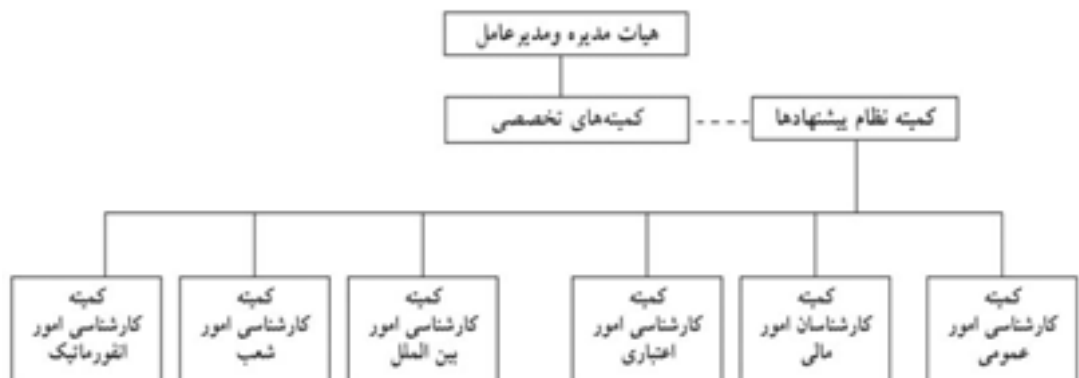 هیات مدیره ومدیرعامل
کمیته نظام پیشنهادها
کمیته‌های تخصصی
کمیته
کارشناسی امور
عمومی
کمیته
کارشناسان امور
مالی
کمیته
کارشناسی امور
اعتباری
کمیته
کارشناسی امور
بین الملل
کمیته
کارشناسی امور
شعب
کمیته
کارشناسی امور
انفورماتیک